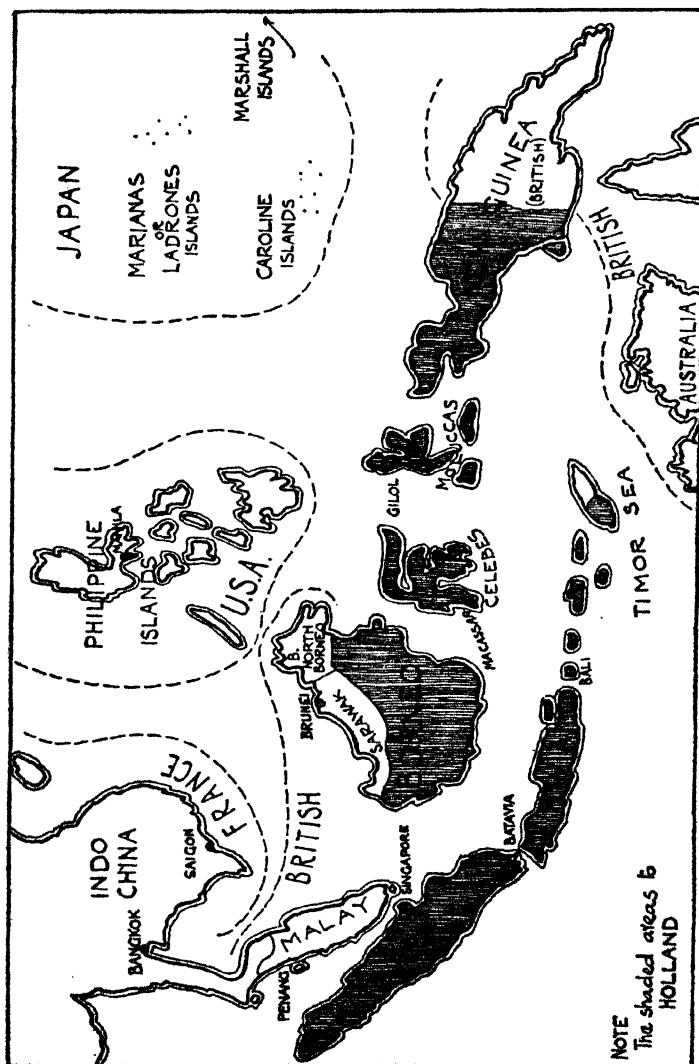 JAPAN
MARIANAS
OR
LADRONES
ISLANDS
MARSHALL
ISLANDS
CAROLINE
ISLANDS
PHILIPPINE
MANILA
ISLANDS
U.S.A.
INDO
CHINA
FRANCE
SAIGON
BANGKOK
BRITISH
MALAY
PENANG
SINGAPORE
B.
NORTH
BORNEO
BRUNEI
SARAWAK
BORNEO
CELEBES
MACASSAR
GILOL
MOLUCCAS
GUINEA
(BRITISH)
BRITISH
AUSTRALIA
TIMOR SEA
BALI
BATAVIA
NOTE
The shaded areas to
HOLLAND